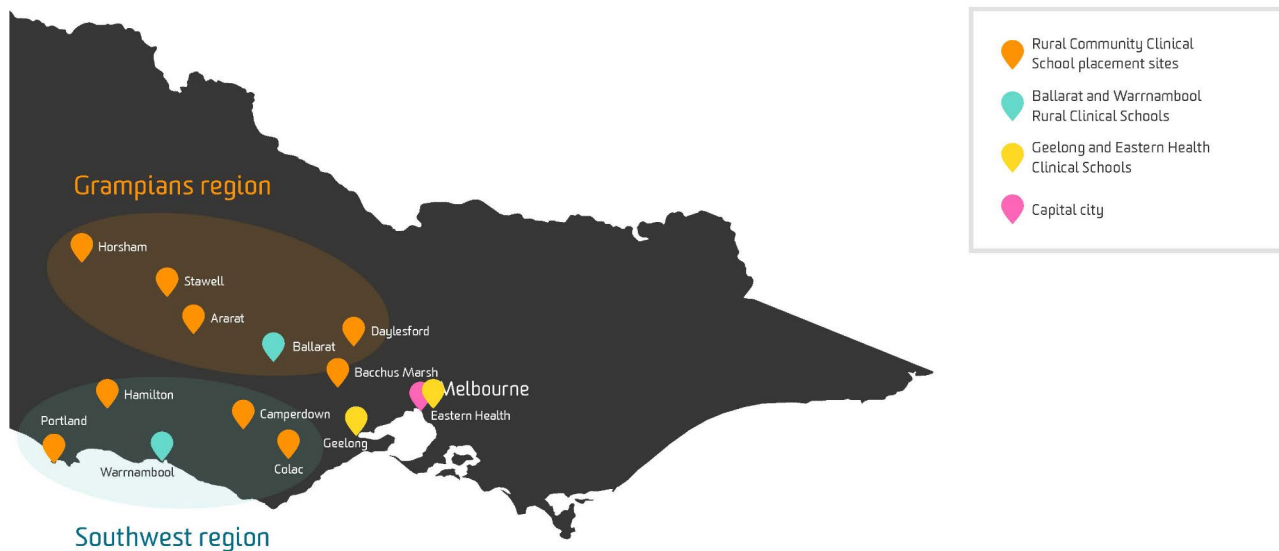 Rural Community Clinical
School placement sites
Ballarat and Warrnambool
Rural Clinical Schools
Geelong and Eastern Health
Clinical Schools
Capital city
Grampians region
Horsham
Stawell
Ararat
Daylesford
Ballarat
Bacchus Marsh
Melbourne
Eastern Health
Hamilton
Portland
Camperdown
Geelong
Warrnambool
Colac
Southwest region